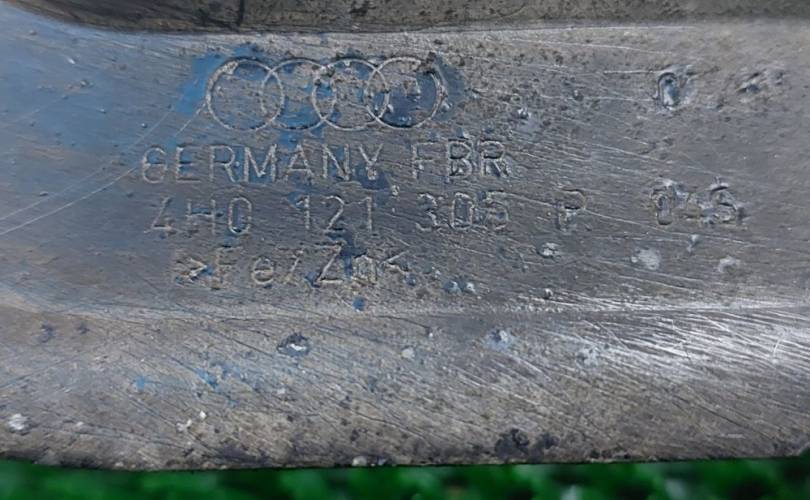 GERMANY FBR
4H0 121 305 P
>Fe/Zn<